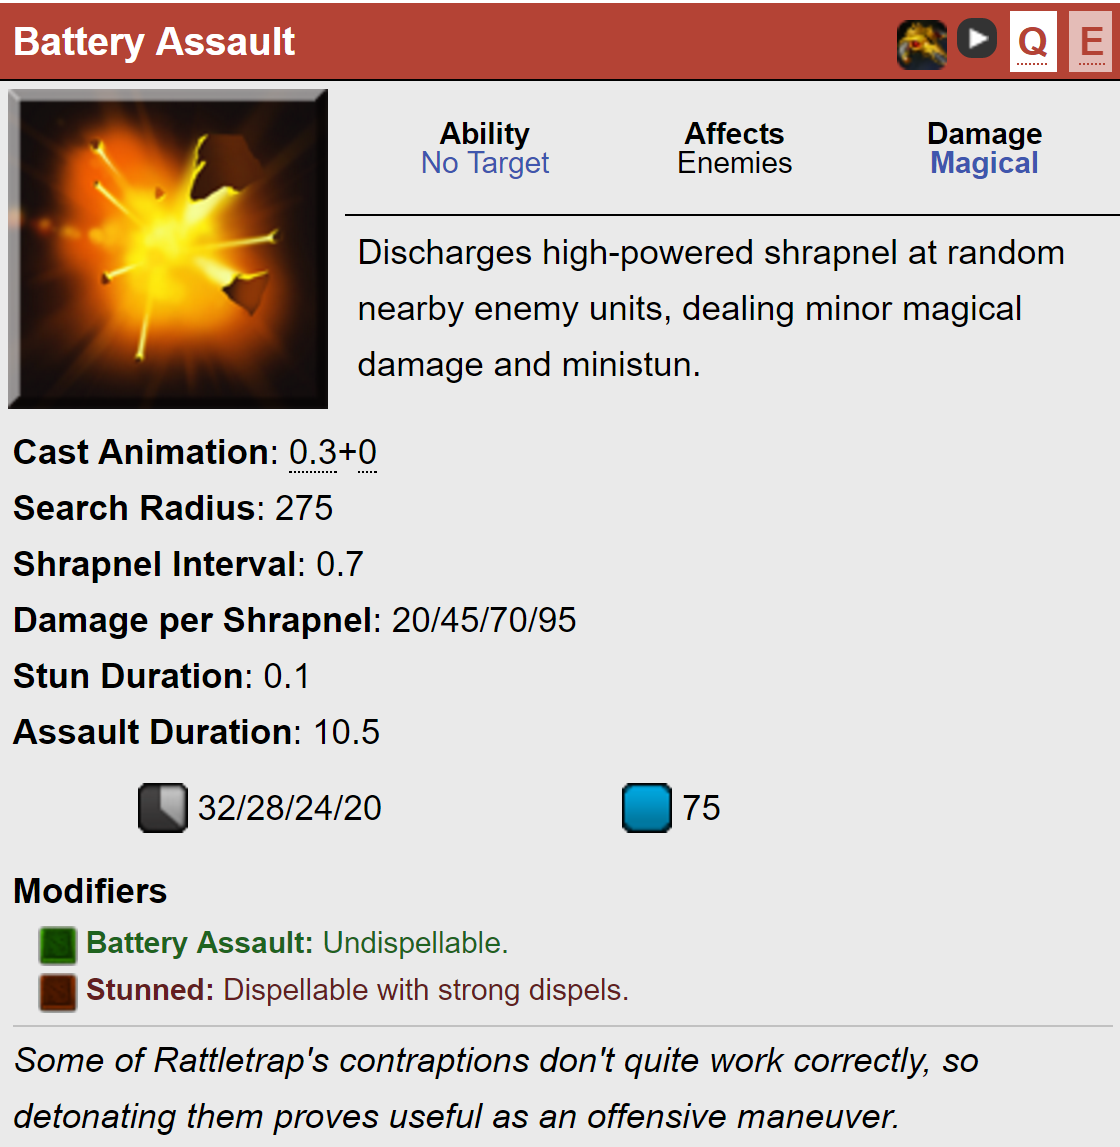 Battery Assault Q E
Ability Affects Damage
No Target Enemies Magical
Discharges high-powered shrapnel at random
nearby enemy units, dealing minor magical
damage and ministun.
Cast Animation: 0.3+0
Search Radius: 275
Shrapnel Interval: 0.7
Damage per Shrapnel: 20/45/70/95
Stun Duration: 0.1
Assault Duration: 10.5
32/28/24/20 75
Modifiers
Battery Assault: Undispellable.
Stunned: Dispellable with strong dispels.
Some of Rattletrap's contraptions don't quite work correctly, so
detonating them proves useful as an offensive maneuver.